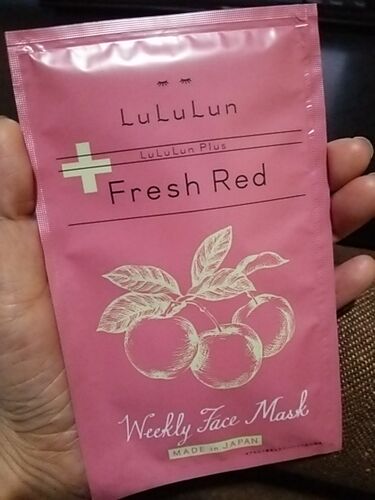 LuLuLun
LuLuLun Plus
Fresh Red
Weekly Face Mask
MADE in JAPAN